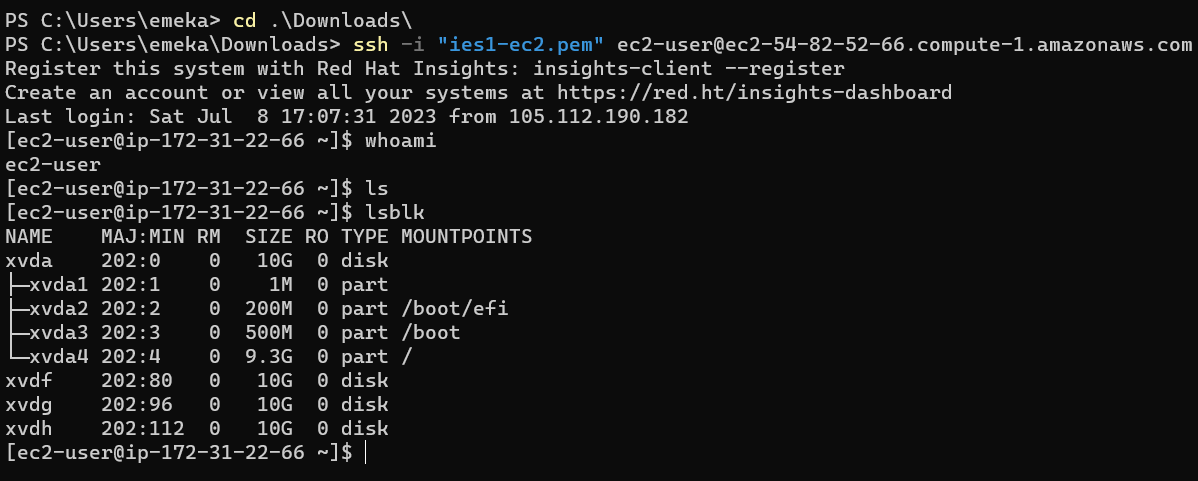 PS C:\Users\emeka> cd .\Downloads\
PS C:\Users\emeka\Downloads> ssh -i "ies1-ec2.pem" ec2-user@ec2-54-82-52-66.compute-1.amazonaws.com
Register this system with Red Hat Insights: insights-client --register
Create an account or view all your systems at https://red.ht/insights-dashboard
Last login: Sat Jul  8 17:07:31 2023 from 105.112.190.182
[ec2-user@ip-172-31-22-66 ~]$ whoami
ec2-user
[ec2-user@ip-172-31-22-66 ~]$ ls
[ec2-user@ip-172-31-22-66 ~]$ lsblk
NAME    MAJ:MIN RM  SIZE RO TYPE MOUNTPOINTS
xvda    202:0    0   10G  0 disk
├─xvda1 202:1    0    1M  0 part
├─xvda2 202:2    0  200M  0 part /boot/efi
├─xvda3 202:3    0  500M  0 part /boot
└─xvda4 202:4    0  9.3G  0 part /
xvdf    202:80   0   10G  0 disk
xvdg    202:96   0   10G  0 disk
xvdh    202:112  0   10G  0 disk
[ec2-user@ip-172-31-22-66 ~]$